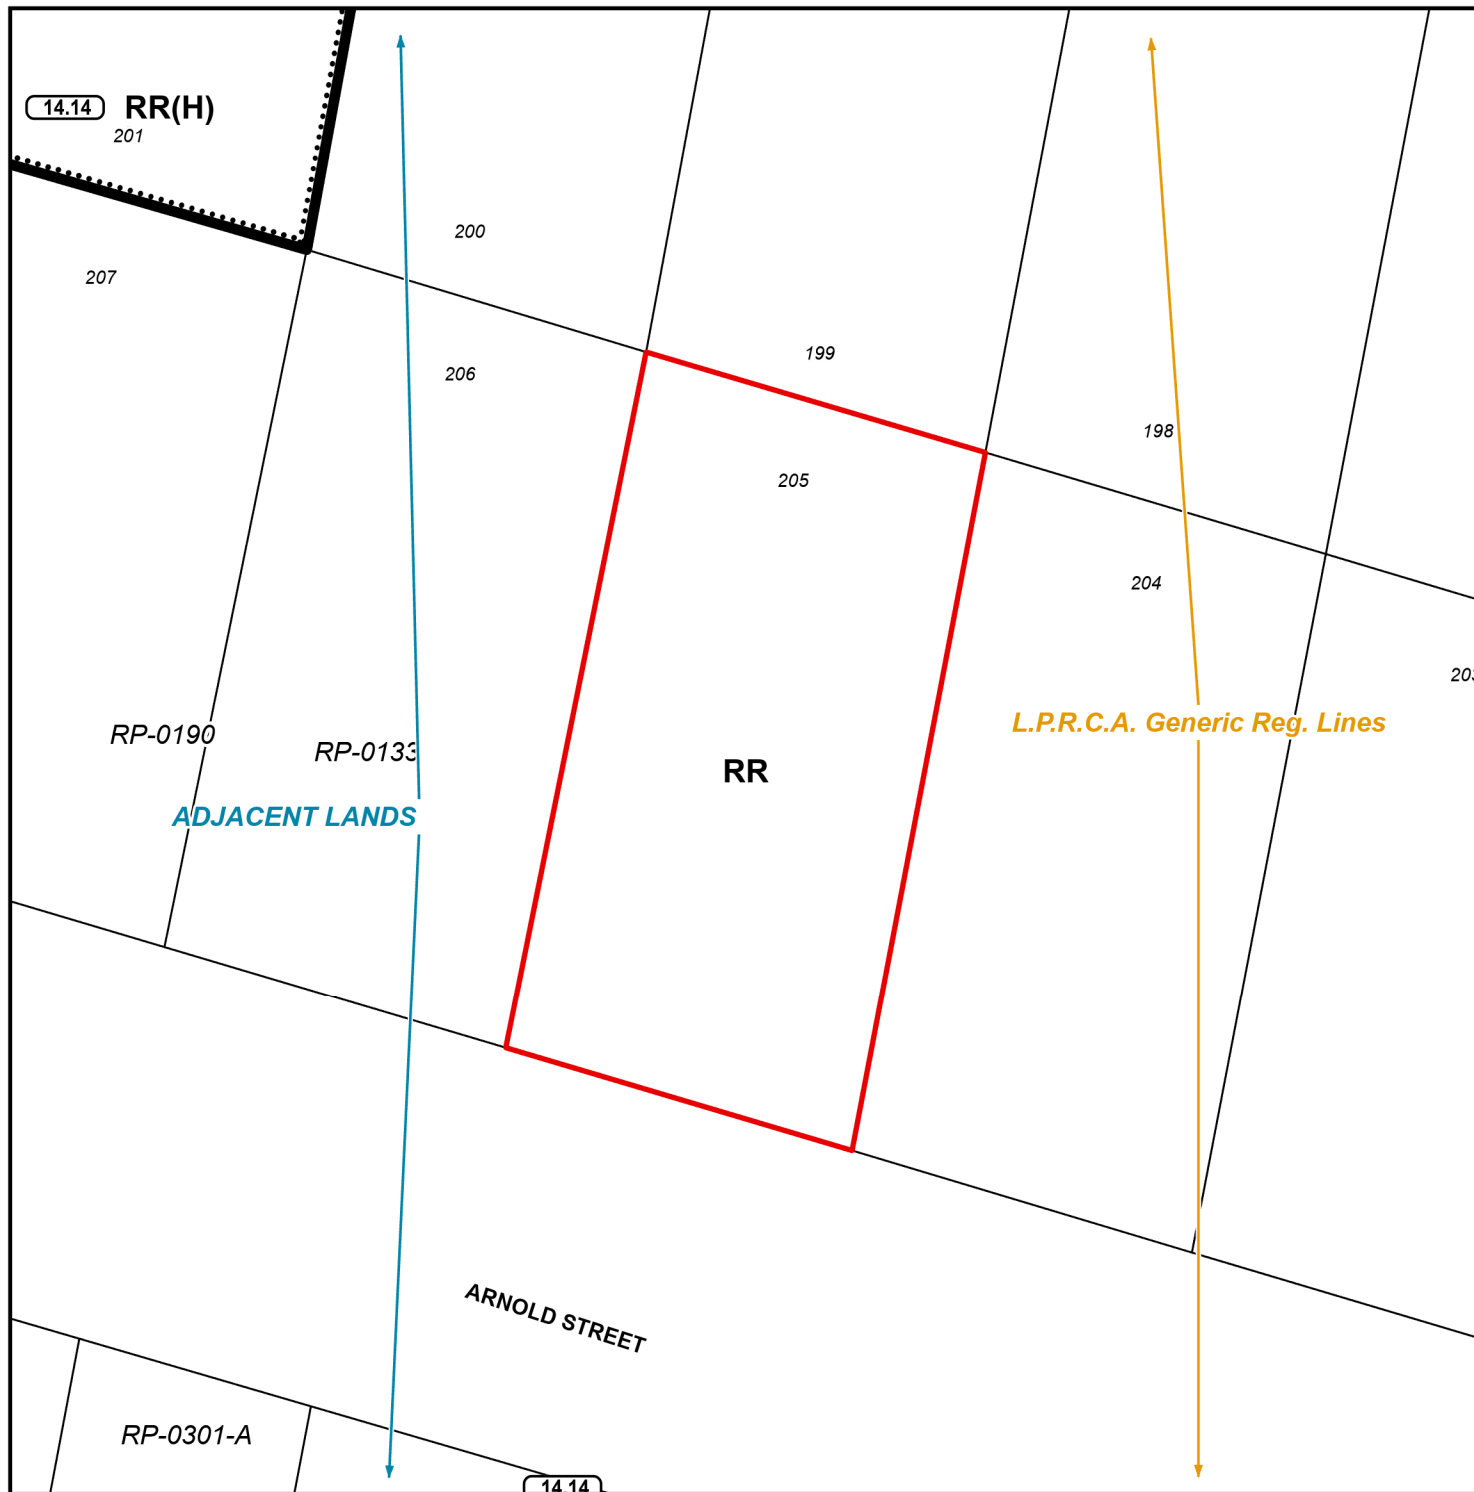 14.14 RR(H)
201
200
207
199
206
198
205
204
203
L.P.R.C.A. Generic Reg. Lines
RP-0190
RP-0133
RR
ADJACENT LANDS
ARNOLD STREET
RP-0301-A
14.14